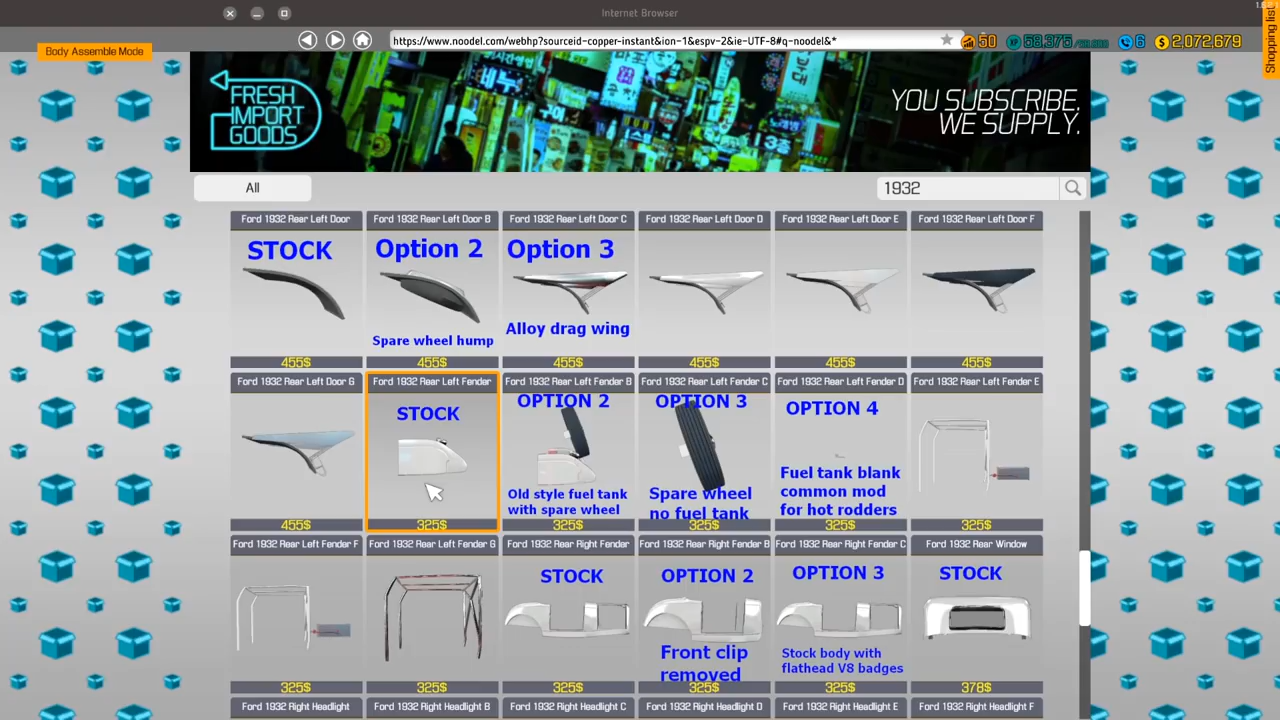 Internet Browser
1.6.2
Body Assemble Mode
https://www.noodel.com/webhp?sourceid-copper-instant&ion-1&espv-2&ie-UTF-8#q-noodel&*
50
6
2,072,679
Shopping list
FRESH
IMPORT
GOODS
YOU SUBSCRIBE.
WE SUPPLY.
All
1932
Ford 1932 Rear Left Door
STOCK
455$
Ford 1932 Rear Left Door B
Option 2
Spare wheel hump
455$
Ford 1932 Rear Left Door C
Option 3
Alloy drag wing
455$
Ford 1932 Rear Left Door D
455$
Ford 1932 Rear Left Door E
455$
Ford 1932 Rear Left Door F
455$
Ford 1932 Rear Left Door G
455$
Ford 1932 Rear Left Fender
STOCK
325$
Ford 1932 Rear Left Fender B
OPTION 2
Old style fuel tank
with spare wheel
325$
Ford 1932 Rear Left Fender C
OPTION 3
Spare wheel
no fuel tank
325$
Ford 1932 Rear Left Fender D
OPTION 4
Fuel tank blank
common mod
for hot rodders
325$
Ford 1932 Rear Left Fender E
325$
Ford 1932 Rear Left Fender F
325$
Ford 1932 Rear Left Fender G
325$
Ford 1932 Rear Right Fender
STOCK
325$
Ford 1932 Rear Right Fender B
OPTION 2
Front clip
removed
325$
Ford 1932 Rear Right Fender C
OPTION 3
Stock body with
flathead V8 badges
325$
Ford 1932 Rear Window
STOCK
378$
Ford 1932 Right Headlight
Ford 1932 Right Headlight B
Ford 1932 Right Headlight C
Ford 1932 Right Headlight D
Ford 1932 Right Headlight E
Ford 1932 Right Headlight F